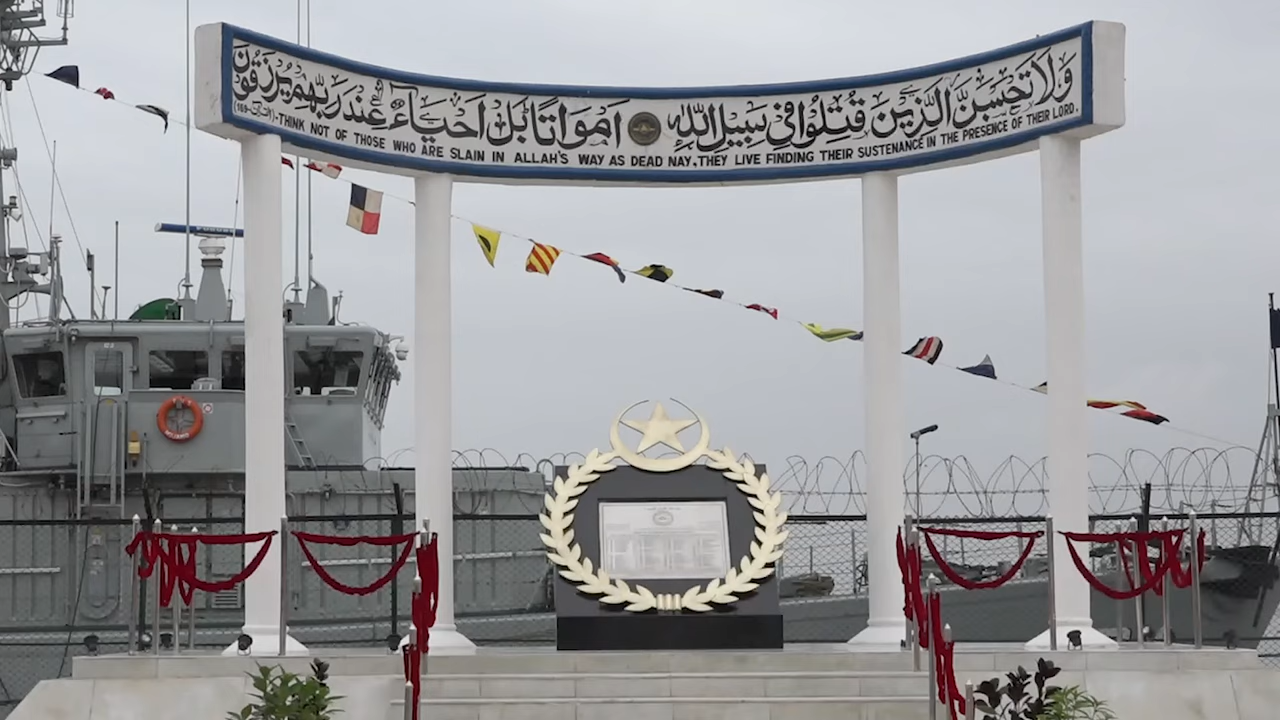 وَلَا تَحْسَبَنَّ الَّذِينَ قُتِلُوا فِي سَبِيلِ اللّٰهِ اَمْوَاتًا بَلْ اَحْيَاءٌ عِنْدَ رَبِّهِمْ يُرْزَقُونَ
THINK NOT OF THOSE WHO ARE SLAIN IN ALLAH'S WAY AS DEAD NAY, THEY LIVE FINDING THEIR SUSTENANCE IN THE PRESENCE OF THEIR LORD.